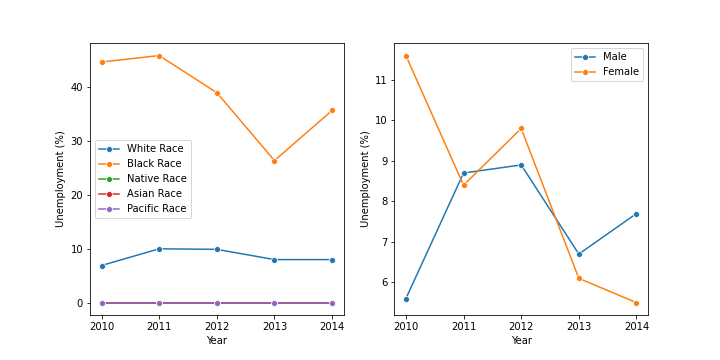 40
30
20
10
0
Unemployment (%)
White Race
Black Race
Native Race
Asian Race
Pacific Race
2010 2011 2012 2013 2014
Year
11
10
9
8
7
6
Unemployment (%)
Male
Female
2010 2011 2012 2013 2014
Year